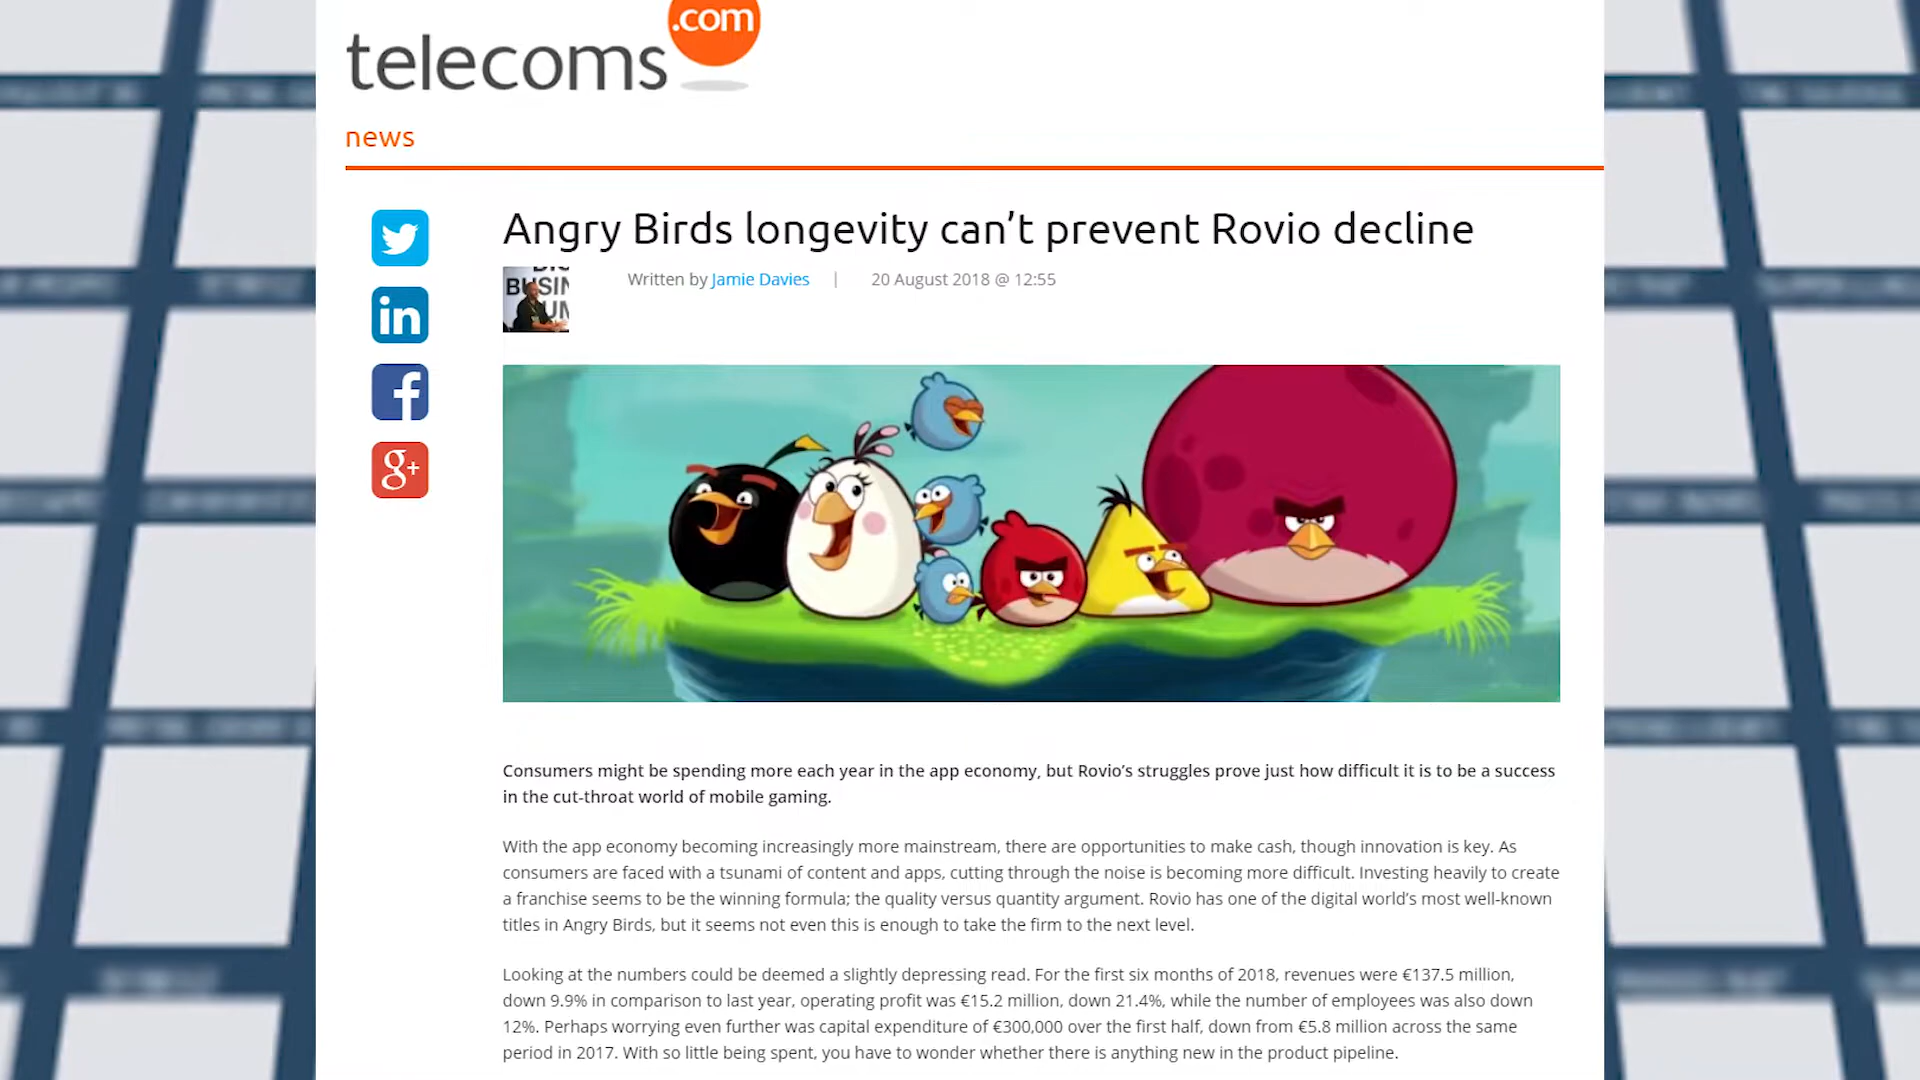 telecoms.com
news
Angry Birds longevity can’t prevent Rovio decline
Written by Jamie Davies | 20 August 2018 @ 12:55
Consumers might be spending more each year in the app economy, but Rovio’s struggles prove just how difficult it is to be a success
in the cut-throat world of mobile gaming.
With the app economy becoming increasingly more mainstream, there are opportunities to make cash, though innovation is key. As
consumers are faced with a tsunami of content and apps, cutting through the noise is becoming more difficult. Investing heavily to create
a franchise seems to be the winning formula; the quality versus quantity argument. Rovio has one of the digital world’s most well-known
titles in Angry Birds, but it seems not even this is enough to take the firm to the next level.
Looking at the numbers could be deemed a slightly depressing read. For the first six months of 2018, revenues were €137.5 million,
down 9.9% in comparison to last year, operating profit was €15.2 million, down 21.4%, while the number of employees was also down
12%. Perhaps worrying even further was capital expenditure of €300,000 over the first half, down from €5.8 million across the same
period in 2017. With so little being spent, you have to wonder whether there is anything new in the product pipeline.